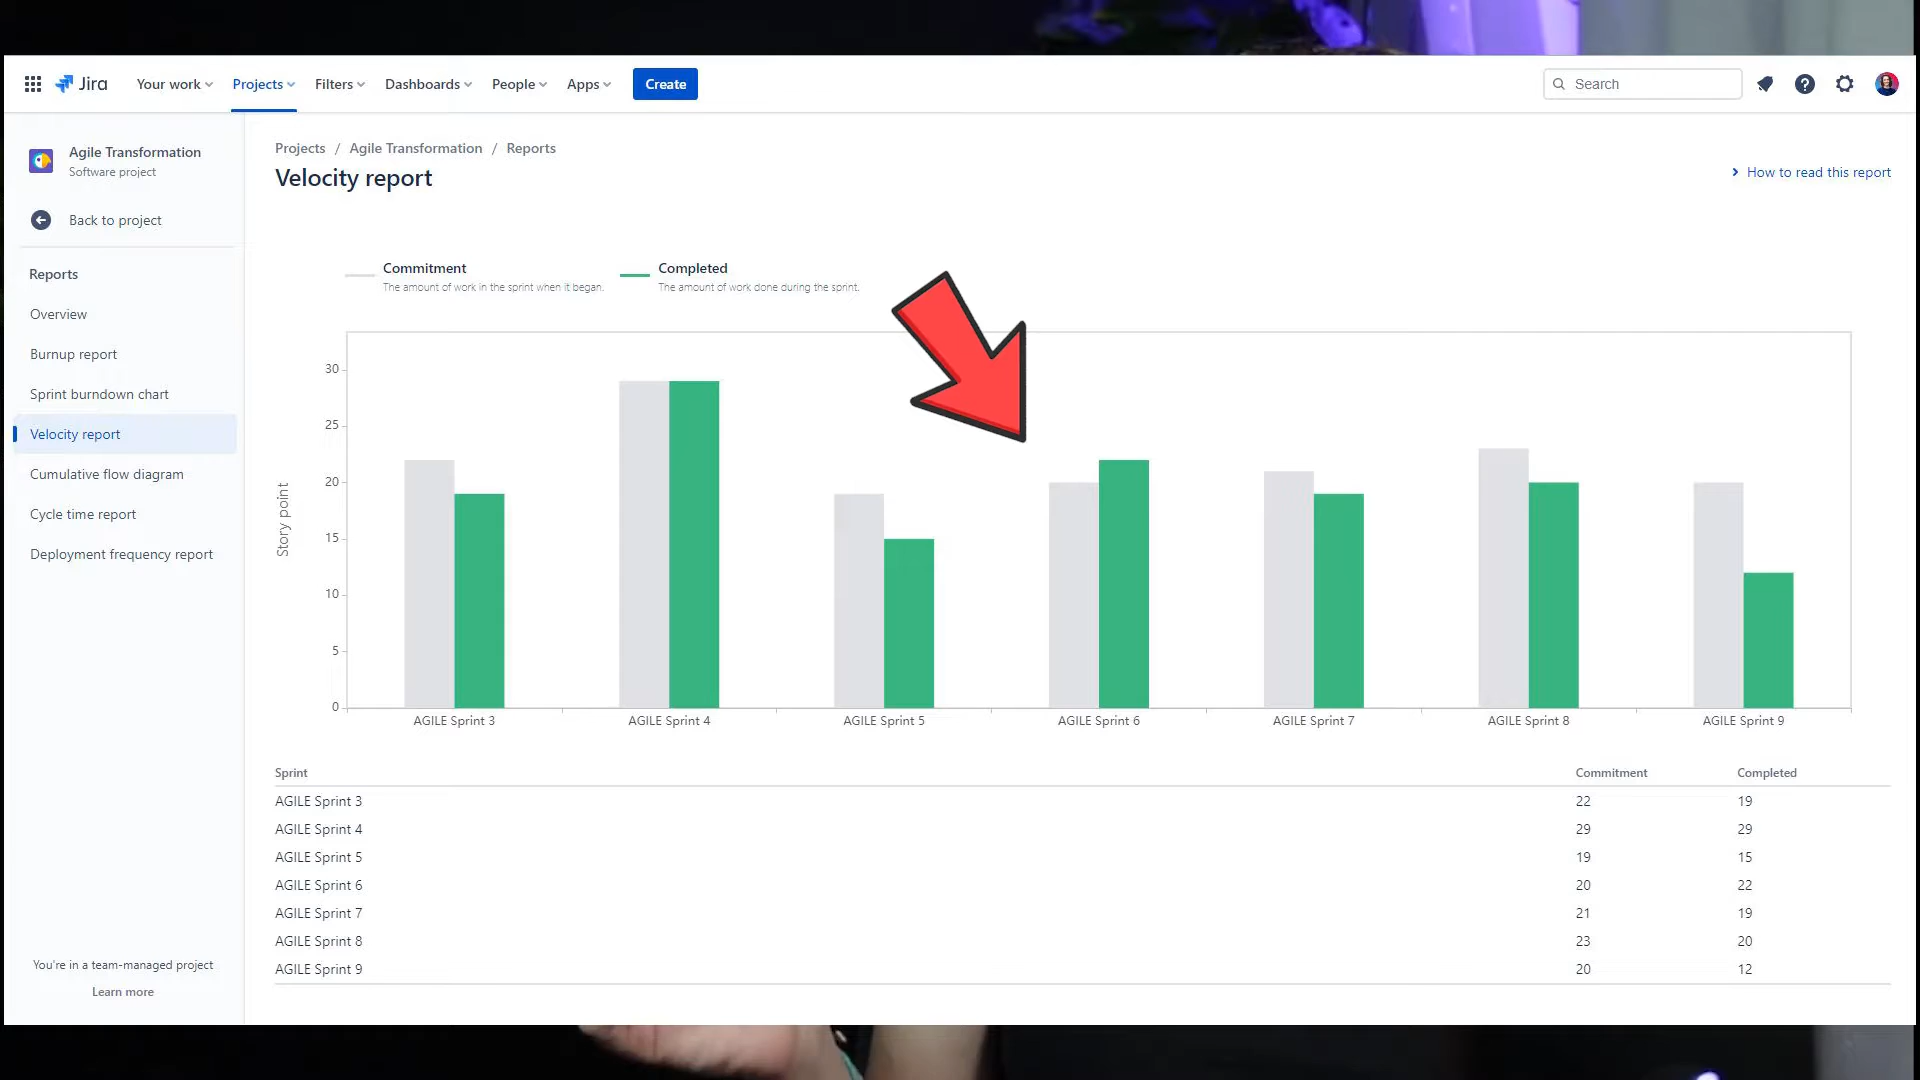 Jira Your work Projects Filters Dashboards People Apps Create Search
Agile Transformation
Software project
Back to project
Reports
Overview
Burnup report
Sprint burndown chart
Velocity report
Cumulative flow diagram
Cycle time report
Deployment frequency report
You're in a team-managed project
Learn more
Projects / Agile Transformation / Reports
Velocity report
How to read this report
Commitment
The amount of work in the sprint when it began.
Completed
The amount of work done during the sprint.
Story point
30
25
20
15
10
5
0
AGILE Sprint 3 AGILE Sprint 4 AGILE Sprint 5 AGILE Sprint 6 AGILE Sprint 7 AGILE Sprint 8 AGILE Sprint 9
Sprint Commitment Completed
AGILE Sprint 3 22 19
AGILE Sprint 4 29 29
AGILE Sprint 5 19 15
AGILE Sprint 6 20 22
AGILE Sprint 7 21 19
AGILE Sprint 8 23 20
AGILE Sprint 9 20 12